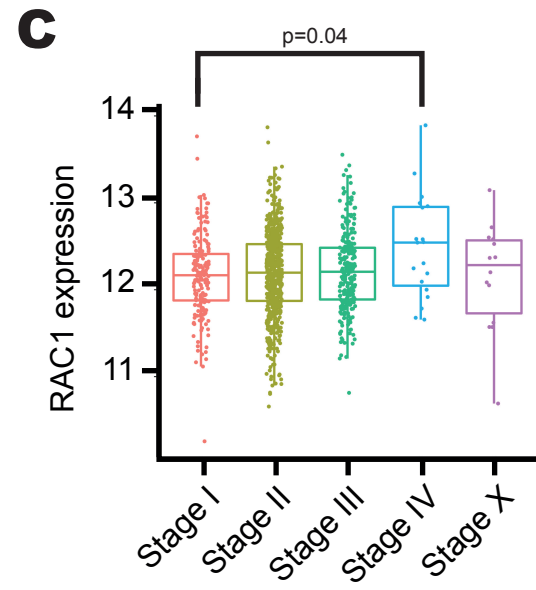 C
p=0.04
14
13
12
11
RAC1 expression
Stage I
Stage II
Stage III
Stage IV
Stage X